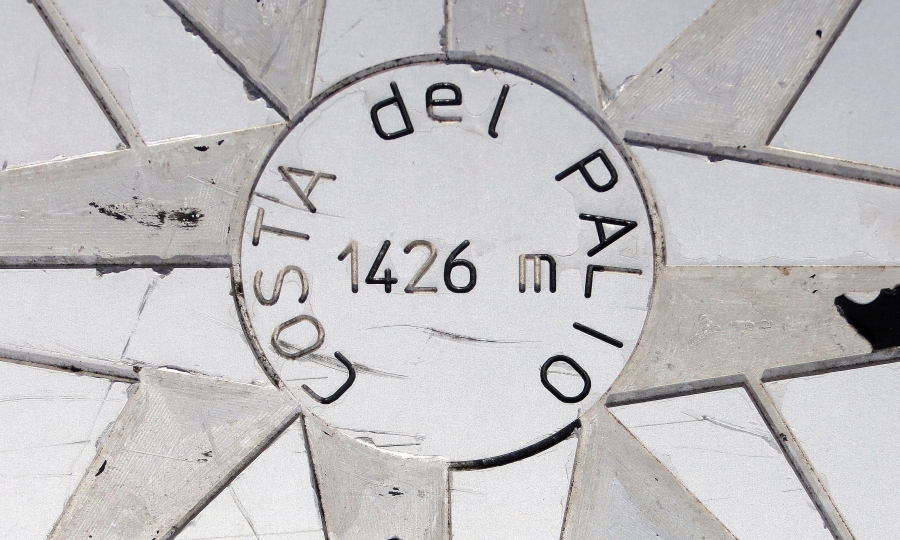 COSTA del PALIO
1426 m